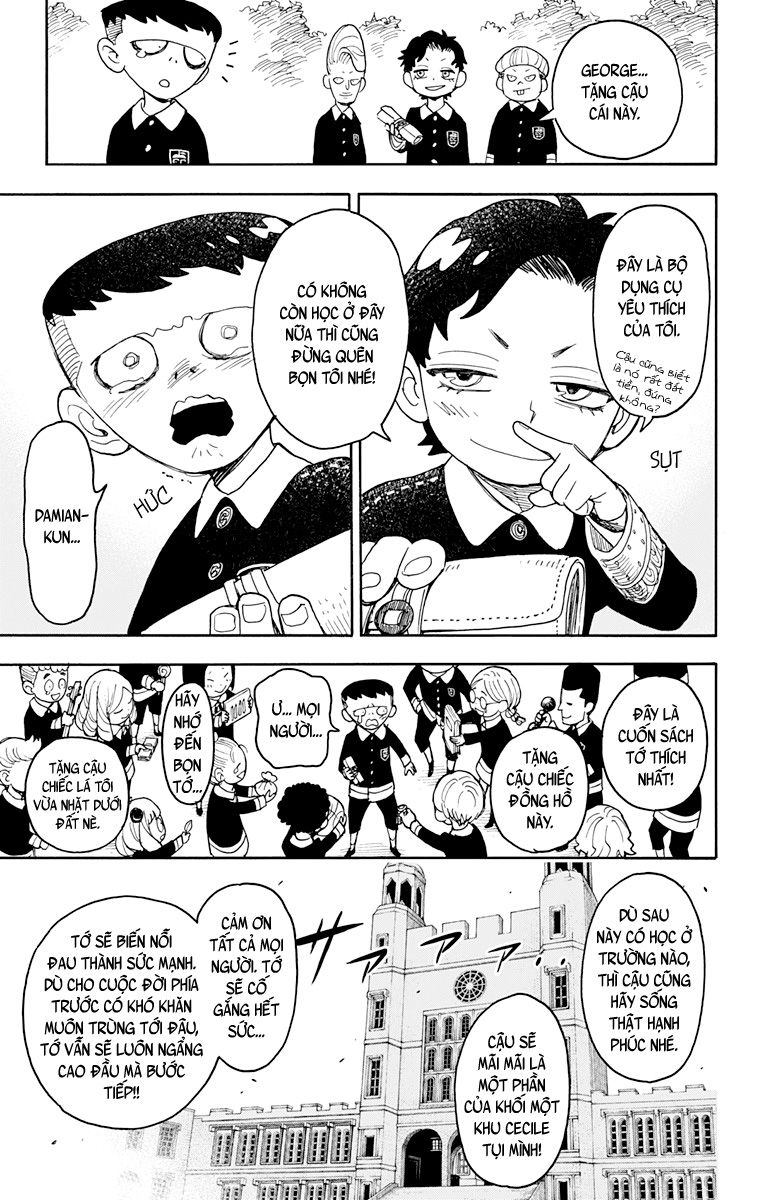 GEORGE...
TẶNG CẬU
CÁI NÀY.
ĐÂY LÀ BỘ
DỤNG CỤ
YÊU THÍCH
CỦA TÔI.
Cậu cũng biết
là nó rất đắt
tiền, đúng
không?
SỤT
CÓ KHÔNG
CÒN HỌC Ở ĐÂY
NỮA THÌ CŨNG
ĐỪNG QUÊN
BỌN TÔI NHÉ!
HỨC
DAMIAN-
KUN...
ĐÂY LÀ
CUỐN SÁCH
TỚ THÍCH
NHẤT!
TẶNG
CẬU CHIẾC
ĐỒNG HỒ
NÀY.
Ư... MỌI
NGƯỜI...
HÃY
NHỚ
ĐẾN
BỌN
TỚ...
TẶNG CẬU
CHIẾC LÁ TÔI
VỪA NHẶT DƯỚI
ĐẤT NÈ.
DÙ SAU
NÀY CÓ HỌC Ở
TRƯỜNG NÀO,
THÌ CẬU CŨNG
HÃY SỐNG
THẬT HẠNH
PHÚC NHÉ.
CẬU SẼ
MÃI MÃI LÀ
MỘT PHẦN
CỦA KHỐI MỘT
KHU CECILE
TỤI MÌNH!
ワァァァ...
CẢM ƠN
TẤT CẢ MỌI
NGƯỜI. TỚ
SẼ CỐ
GẮNG HẾT
SỨC...
TỚ SẼ BIẾN NỖI
ĐAU THÀNH SỨC MẠNH.
DÙ CHO CUỘC ĐỜI PHÍA
TRƯỚC CÓ KHÓ KHĂN
MUÔN TRÙNG TỚI ĐÂU,
TỚ VẪN SẼ LUÔN NGẨNG
CAO ĐẦU MÀ BƯỚC
TIẾP!!